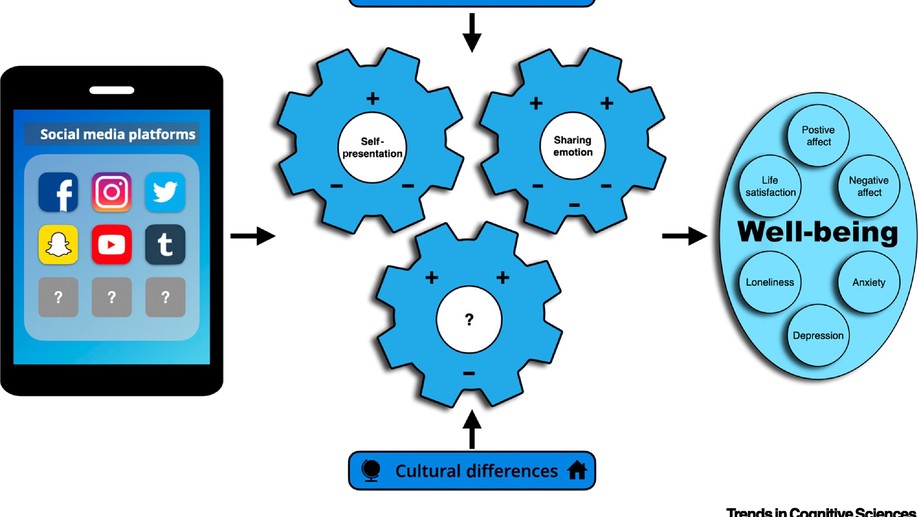 Social media platforms
? ? ?
+
Self-
presentation
- -
+ +
Sharing
emotion
- - -
+ +
?
-
Postive
affect
Life
satisfaction
Negative
affect
Well-being
Loneliness
Anxiety
Depression
Cultural differences
Trends in Cognitive Sciences